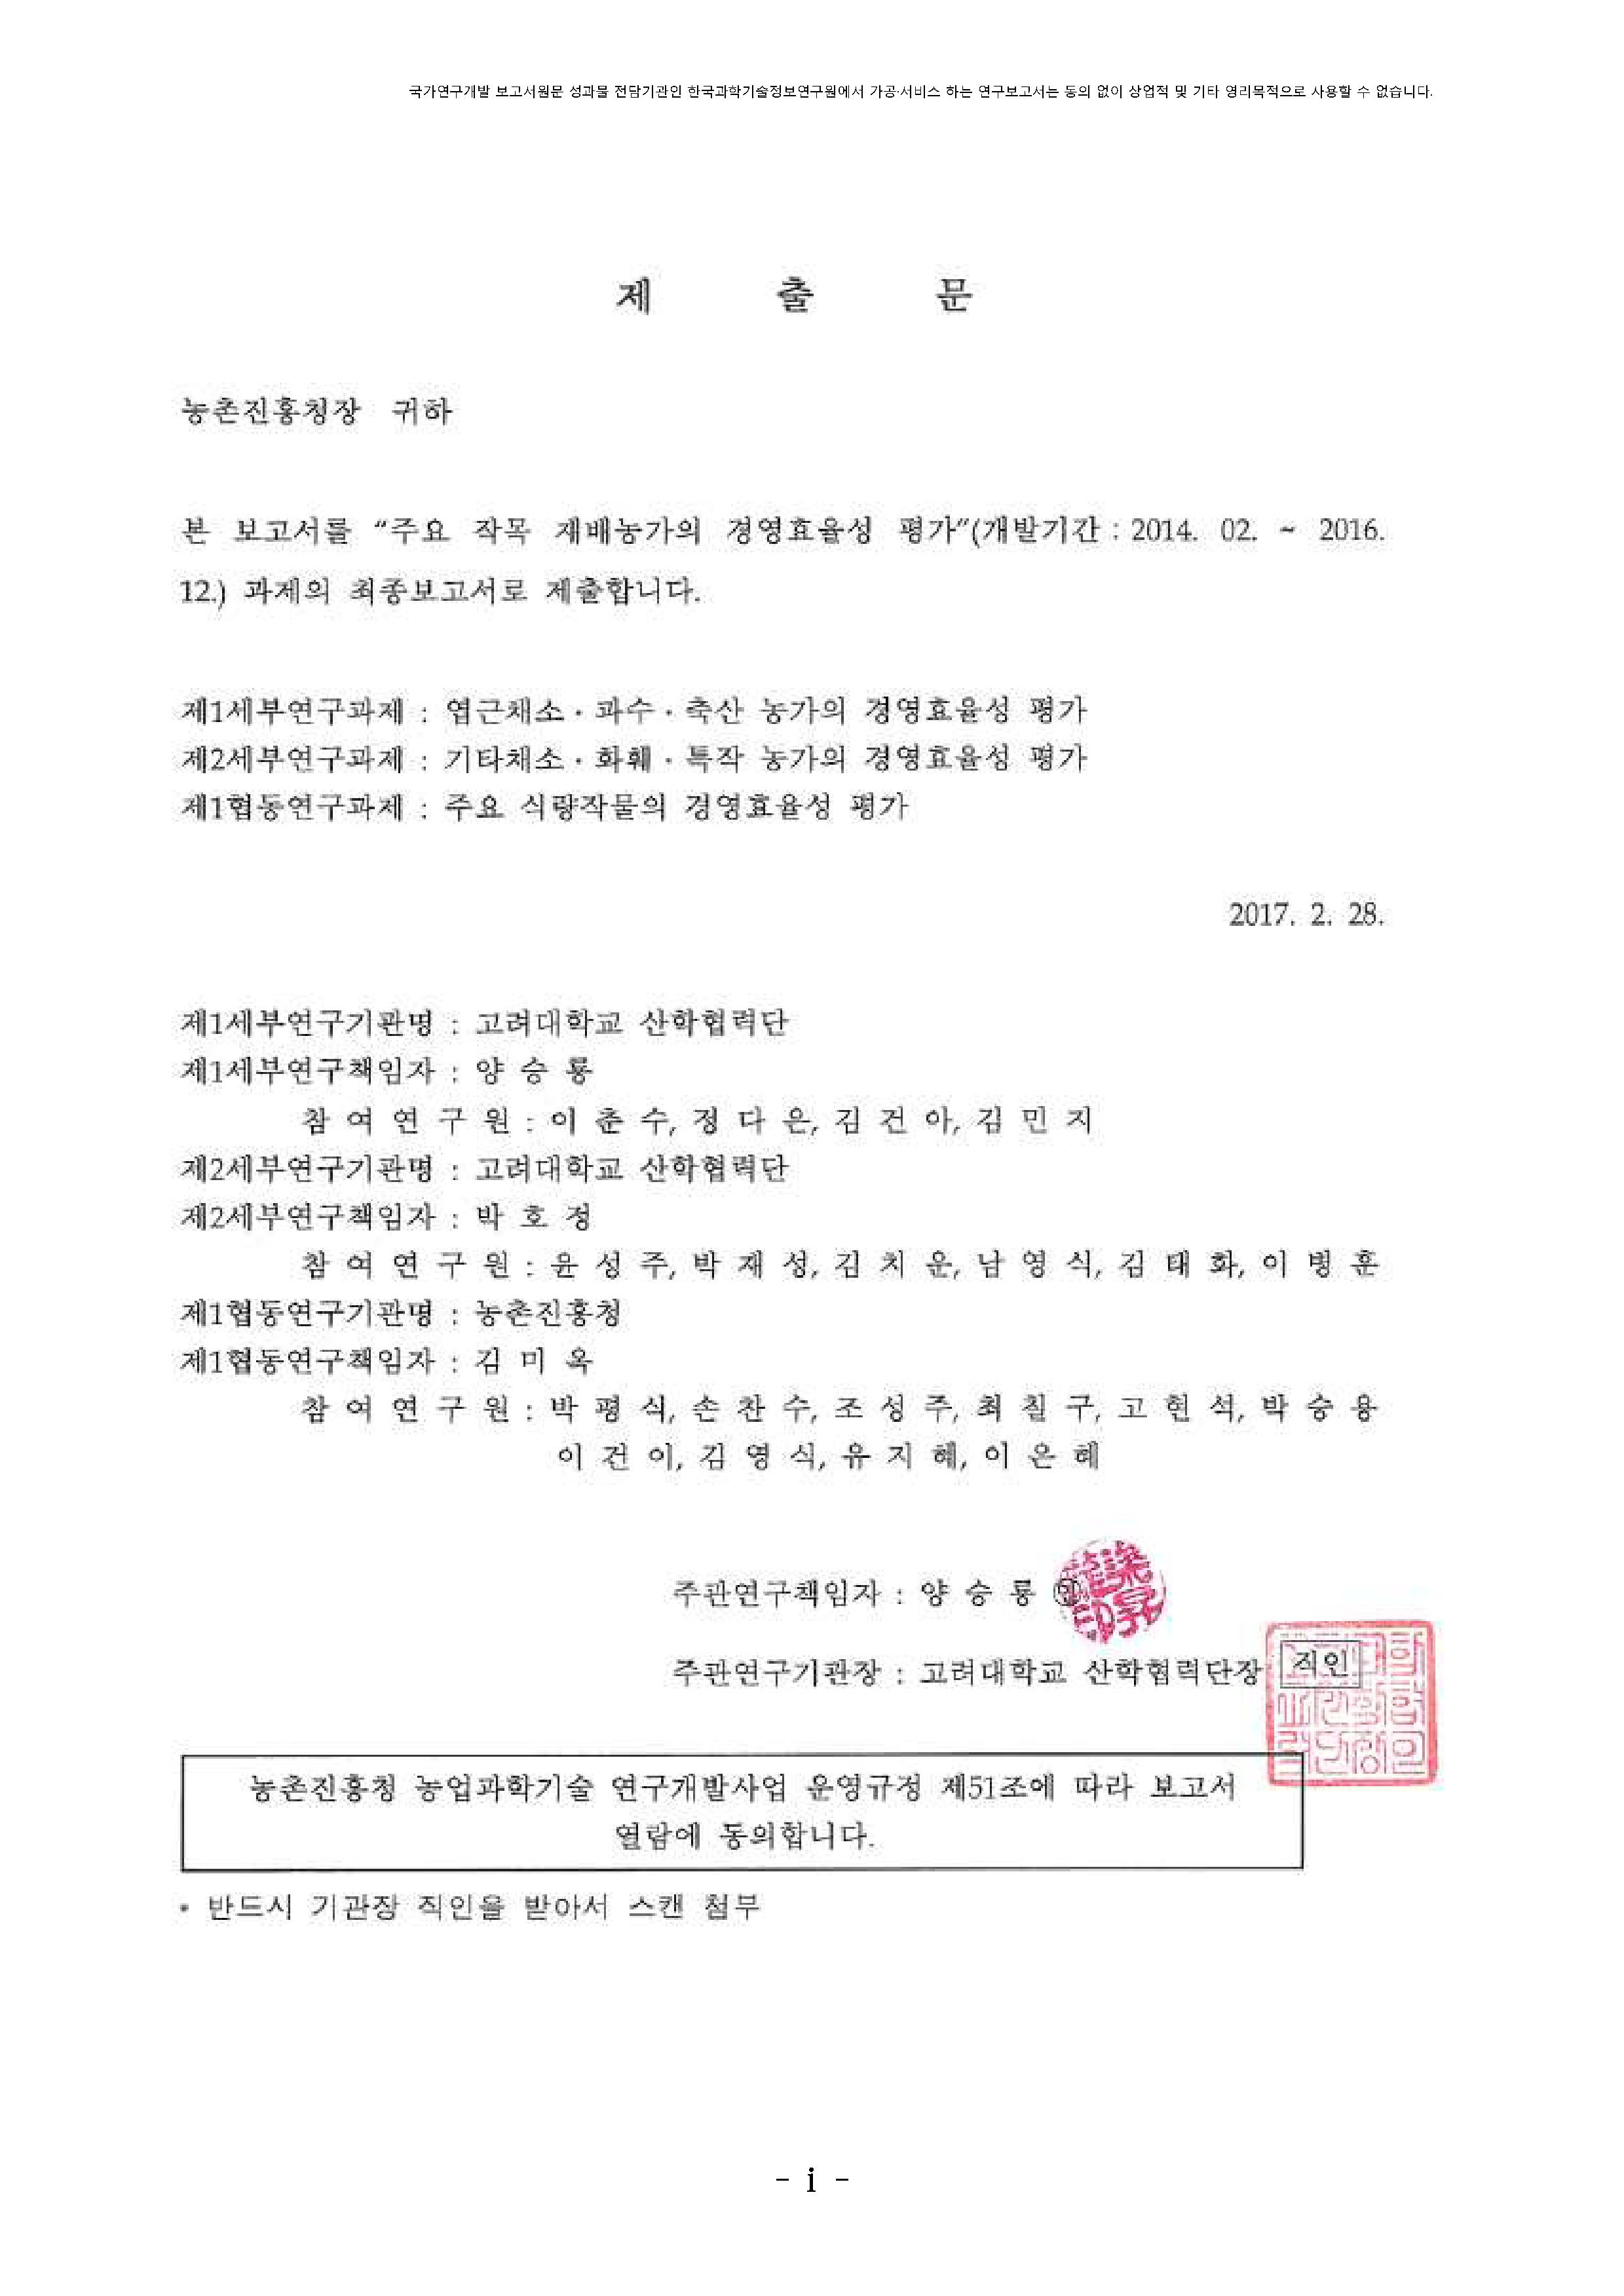 국가연구개발 보고서원문 성과물 전담기관인 한국과학기술정보연구원에서 가공·서비스 하는 연구보고서는 동의 없이 상업적 및 기타 영리목적으로 사용할 수 없습니다.
제 출 문
농촌진흥청장 귀하
본 보고서를 “주요 작목 재배농가의 경영효율성 평가”(개발기간 : 2014. 02. ~ 2016.
12.) 과제의 최종보고서로 제출합니다.
제1세부연구과제 : 엽근채소·과수·축산 농가의 경영효율성 평가
제2세부연구과제 : 기타채소·화훼·특작 농가의 경영효율성 평가
제1협동연구과제 : 주요 식량작물의 경영효율성 평가
2017. 2. 28.
제1세부연구기관명 : 고려대학교 산학협력단
제1세부연구책임자 : 양 승 룡
참 여 연 구 원 : 이 춘 수, 정 다 은, 김 건 아, 김 민 지
제2세부연구기관명 : 고려대학교 산학협력단
제2세부연구책임자 : 박 호 정
참 여 연 구 원 : 윤 성 주, 박 재 성, 김 치 운, 남 영 식, 김 태 화, 이 병 훈
제1협동연구기관명 : 농촌진흥청
제1협동연구책임자 : 김 미 옥
참 여 연 구 원 : 박 평 식, 손 찬 수, 조 성 주, 최 칠 구, 고 현 석, 박 승 용
이 건 이, 김 영 식, 유 지 혜, 이 은 혜
주관연구책임자 : 양 승 룡 ㊞
주관연구기관장 : 고려대학교 산학협력단장 직인
농촌진흥청 농업과학기술 연구개발사업 운영규정 제51조에 따라 보고서
열람에 동의합니다.
* 반드시 기관장 직인을 받아서 스캔 첨부
- i -